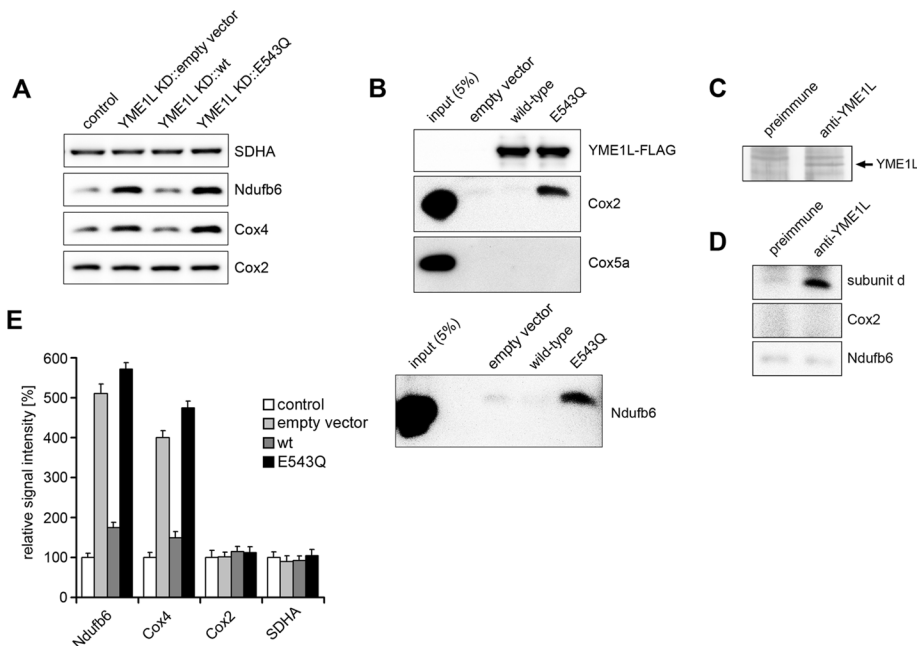 A
control
YME1L KD::empty vector
YME1L KD::wt
YME1L KD::E543Q
SDHA
Ndufb6
Cox4
Cox2
B
input (5%)
empty vector
wild-type
E543Q
YME1L-FLAG
Cox2
Cox5a
input (5%)
empty vector
wild-type
E543Q
Ndufb6
C
preimmune
anti-YME1L
YME1L
D
preimmune
anti-YME1L
subunit d
Cox2
Ndufb6
E
relative signal intensity [%]
600
500
400
300
200
100
0
control
empty vector
wt
E543Q
Ndufb6
Cox4
Cox2
SDHA